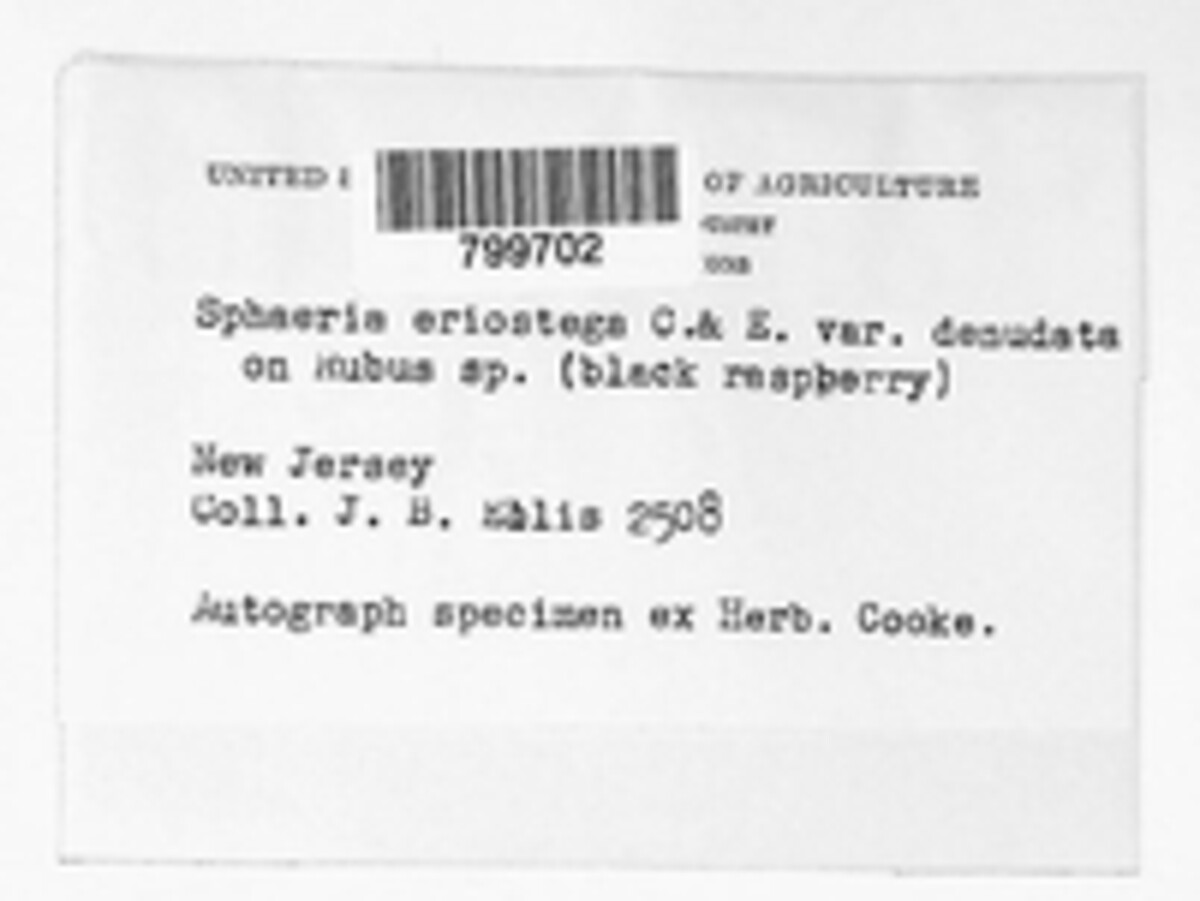 UNITED OF AGRICULTURE
799702
Sphaeria eriostega C.& E. var. denudata
on Rubus sp. (black raspberry)
New Jersey
Coll. J. B. Ellis 2508
Autograph specimen ex Herb. Cooke.